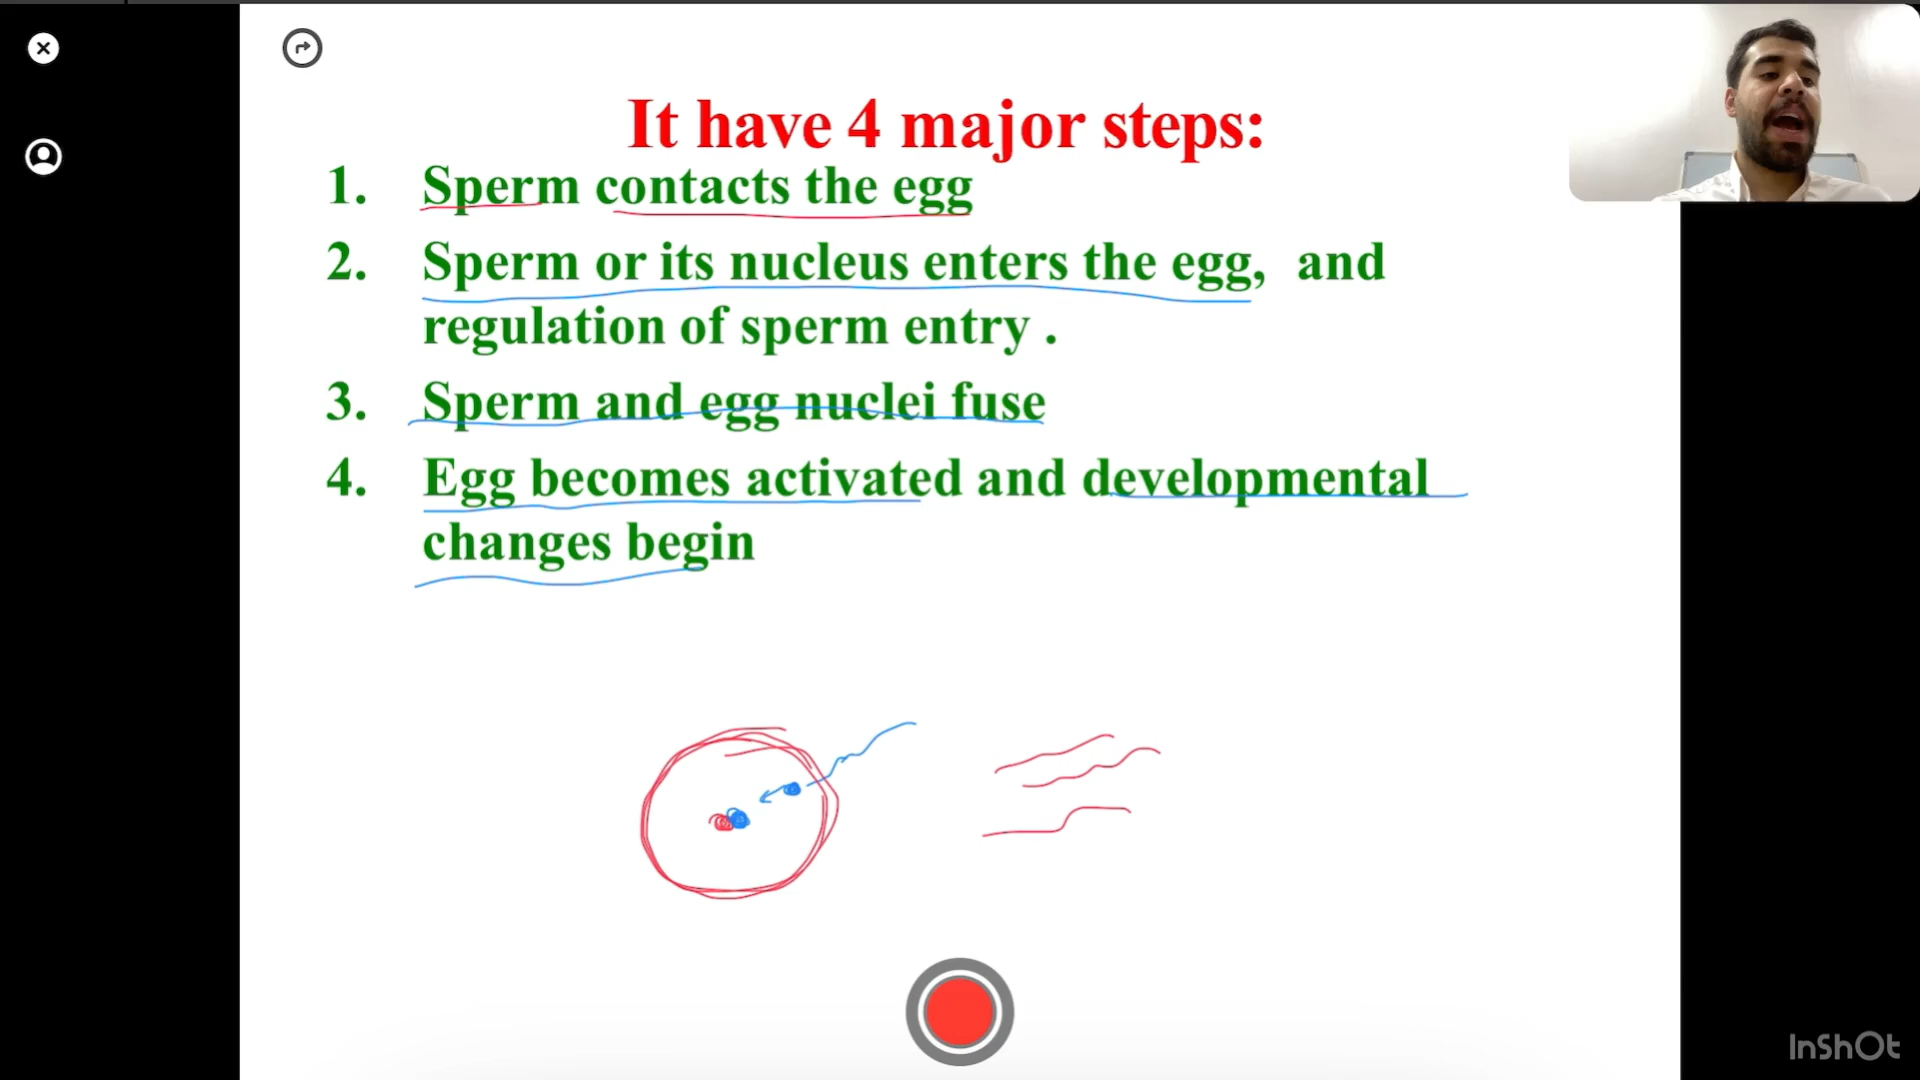 It have 4 major steps:
1. Sperm contacts the egg
2. Sperm or its nucleus enters the egg, and
regulation of sperm entry .
3. Sperm and egg nuclei fuse
4. Egg becomes activated and developmental
changes begin
InShOt